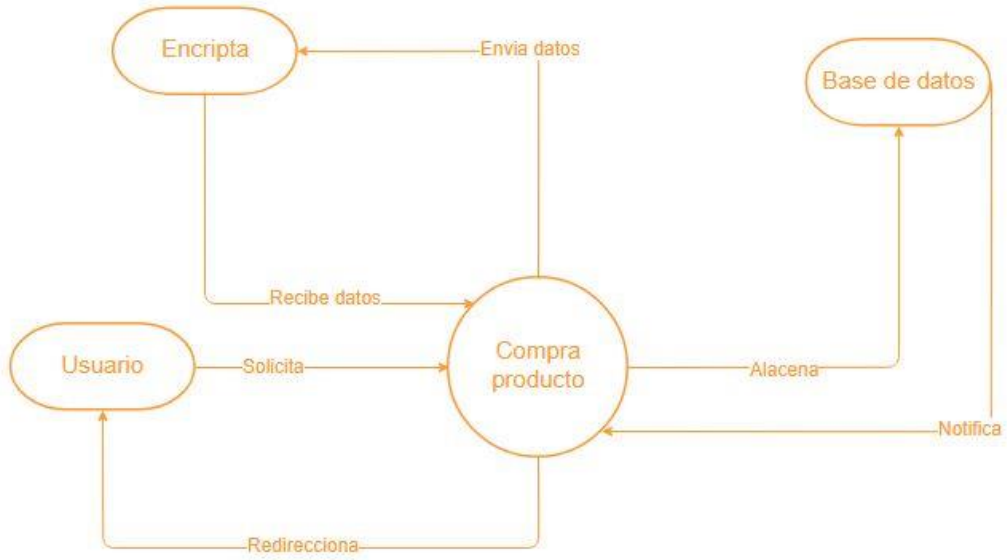 Encripta
Envia datos
Base de datos
Recibe datos
Usuario
Solicita
Compra
producto
Alacena
Notifica
Redirecciona